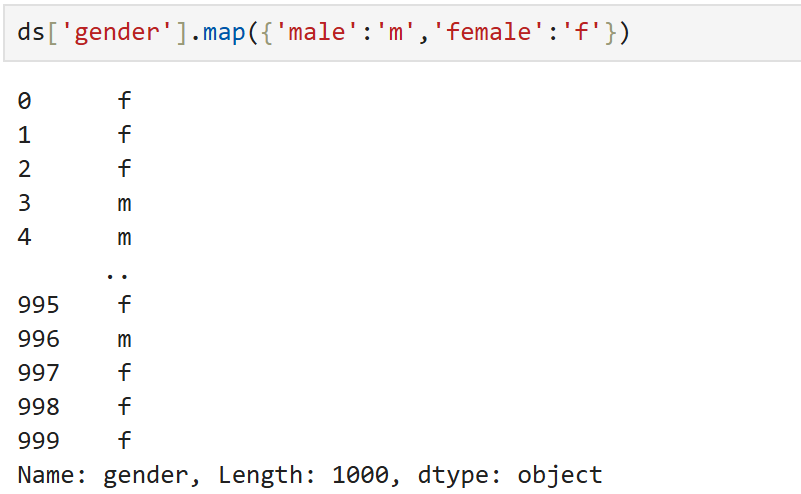 ds['gender'].map({'male':'m','female':'f'})
0      f
1      f
2      f
3      m
4      m
      ..
995    f
996    m
997    f
998    f
999    f
Name: gender, Length: 1000, dtype: object